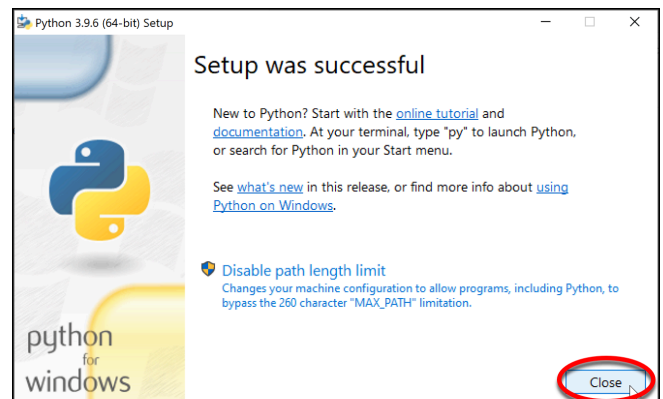 Python 3.9.6 (64-bit) Setup
Setup was successful
New to Python? Start with the online tutorial and
documentation. At your terminal, type "py" to launch Python,
or search for Python in your Start menu.
See what's new in this release, or find more info about using
Python on Windows.
Disable path length limit
Changes your machine configuration to allow programs, including Python, to
bypass the 260 character "MAX_PATH" limitation.
python
for
windows
Close